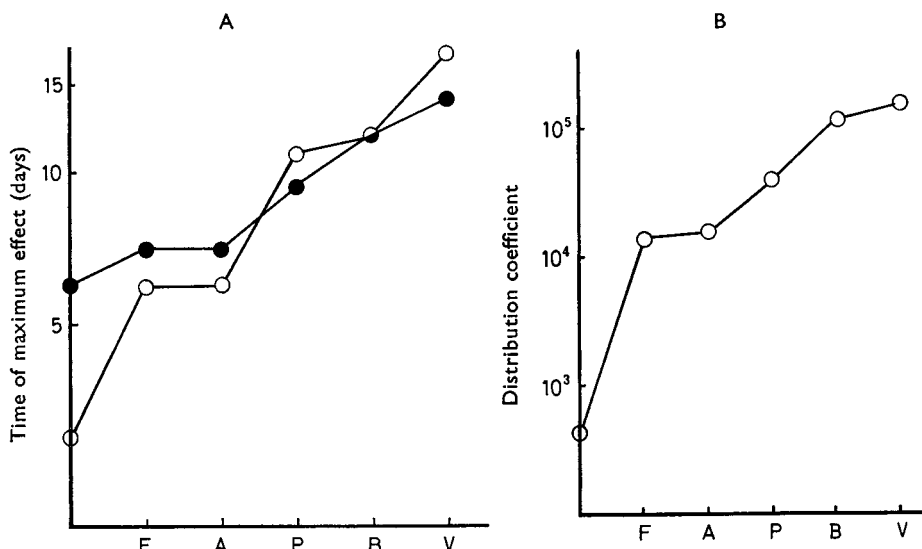 A
Time of maximum effect (days)
15
10
5
F A P B V
B
Distribution coefficient
10⁵
10⁴
10³
F A P B V